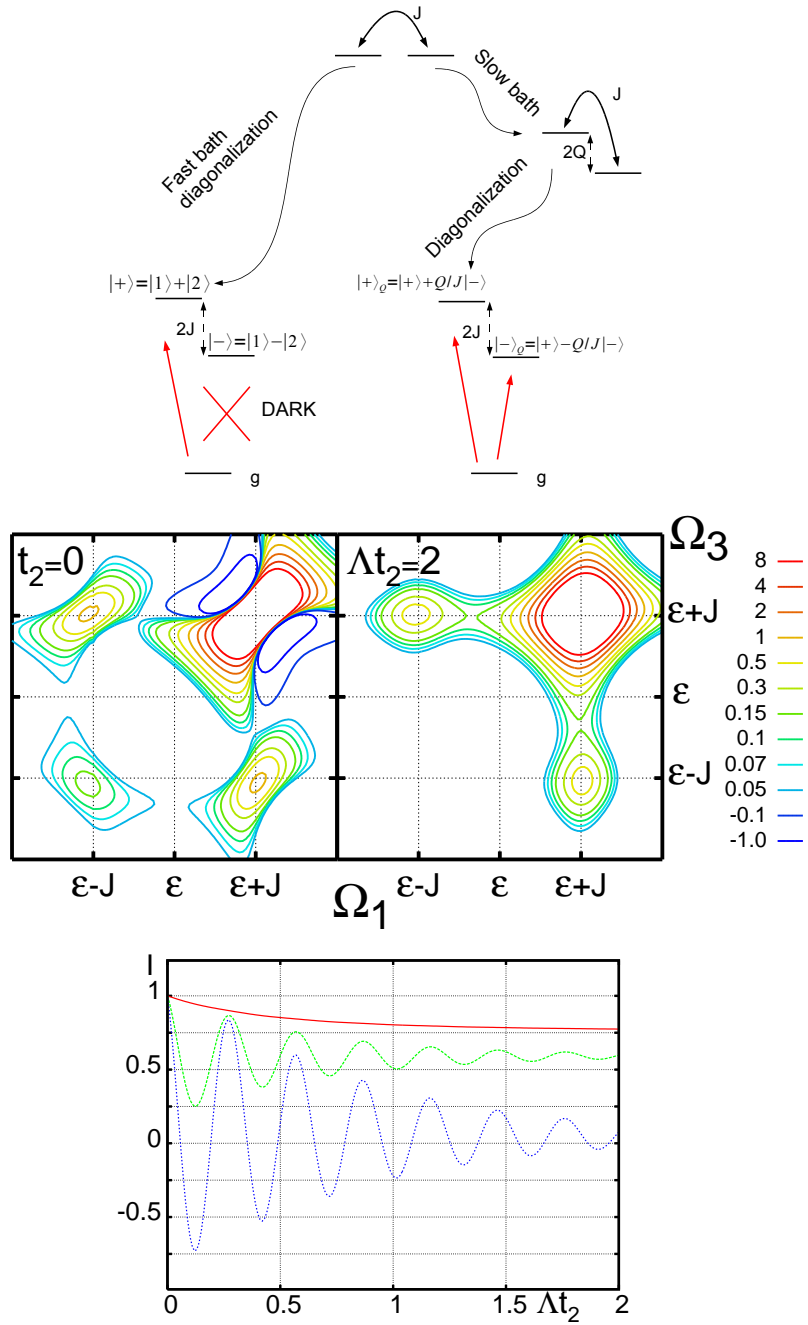 J
Slow bath
J
2Q
Fast bath
diagonalization
Diagonalization
|+⟩=|1⟩+|2⟩
|+⟩Q=|+⟩+Q/J|−⟩
2J
|−⟩=|1⟩−|2⟩
2J
|−⟩Q=|+⟩−Q/J|−⟩
DARK
g
g
t2=0
Λt2=2
Ω3
ε+J
ε
ε-J
8
4
2
1
0.5
0.3
0.15
0.1
0.07
0.05
-0.1
-1.0
ε-J ε ε+J ε-J ε ε+J
Ω1
I
1
0.5
0
-0.5
0 0.5 1 1.5 Λt2 2